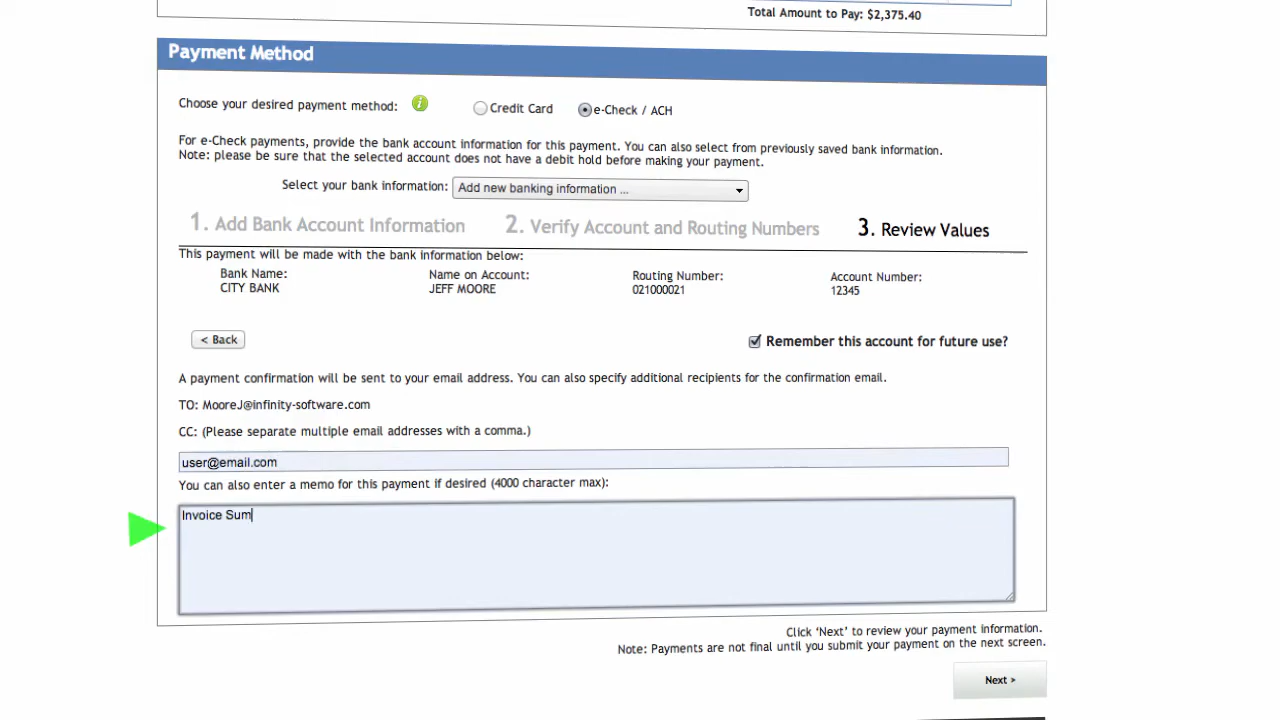 Total Amount to Pay: $2,375.40
Payment Method
Choose your desired payment method: i Credit Card e-Check / ACH
For e-Check payments, provide the bank account information for this payment. You can also select from previously saved bank information.
Note: please be sure that the selected account does not have a debit hold before making your payment.
Select your bank information: Add new banking information ...
1. Add Bank Account Information 2. Verify Account and Routing Numbers 3. Review Values
This payment will be made with the bank information below:
Bank Name: Name on Account: Routing Number: Account Number:
CITY BANK JEFF MOORE 021000021 12345
< Back Remember this account for future use?
A payment confirmation will be sent to your email address. You can also specify additional recipients for the confirmation email.
TO: MooreJ@infinity-software.com
CC: (Please separate multiple email addresses with a comma.)
user@email.com
You can also enter a memo for this payment if desired (4000 character max):
Invoice Sum
Click ‘Next’ to review your payment information.
Note: Payments are not final until you submit your payment on the next screen.
Next >